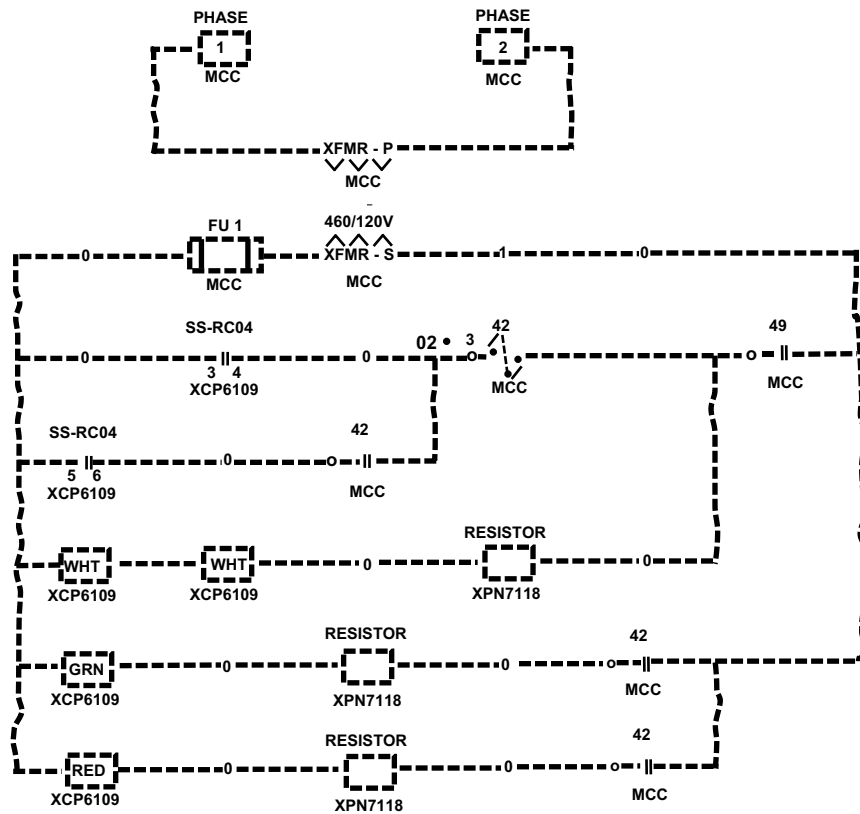 PHASE PHASE
1 2
MCC MCC
XFMR - P
MCC
FU 1 460/120V
0 XFMR - S 1 0
MCC MCC
SS-RC04 02 3 42 49
0 0
3 4 MCC MCC
XCP6109
SS-RC04 42
0
5 6 MCC
XCP6109
RESISTOR
WHT WHT 0 0
XCP6109 XCP6109 XPN7118
RESISTOR 42
GRN 0 0
XCP6109 XPN7118 MCC
RESISTOR 42
RED 0 0
XCP6109 XPN7118 MCC